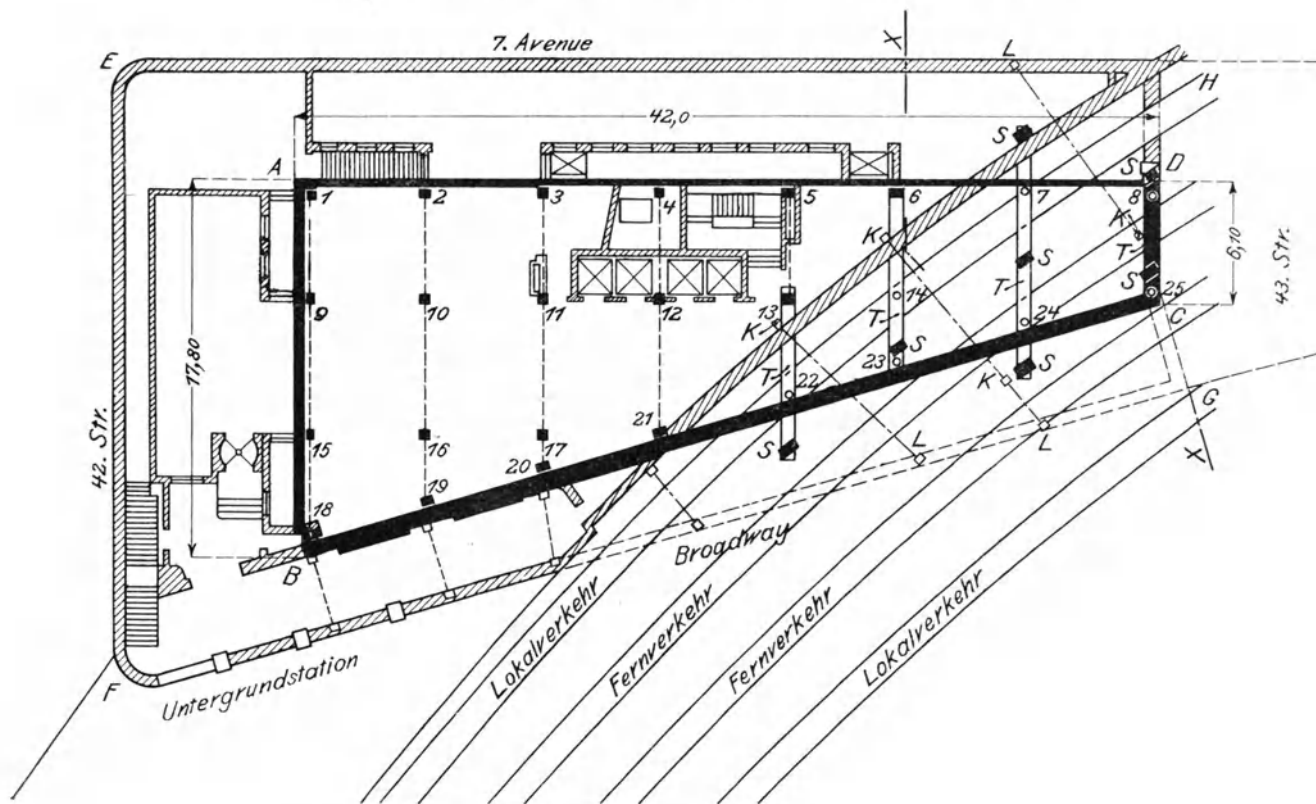 7. Avenue
E
X
L
H
42,0
A
S
S
D
1
2
3
4
5
6
7
8
K
K
T
6,10
43. Str.
9
10
11
12
13
14
S
S
25
C
K
T
T
T
24
23
22
S
K
17,80
42. Str.
15
16
17
21
20
19
18
S
L
L
G
X
B
Broadway
F
Untergrundstation
Lokalverkehr
Fernverkehr
Fernverkehr
Lokalverkehr